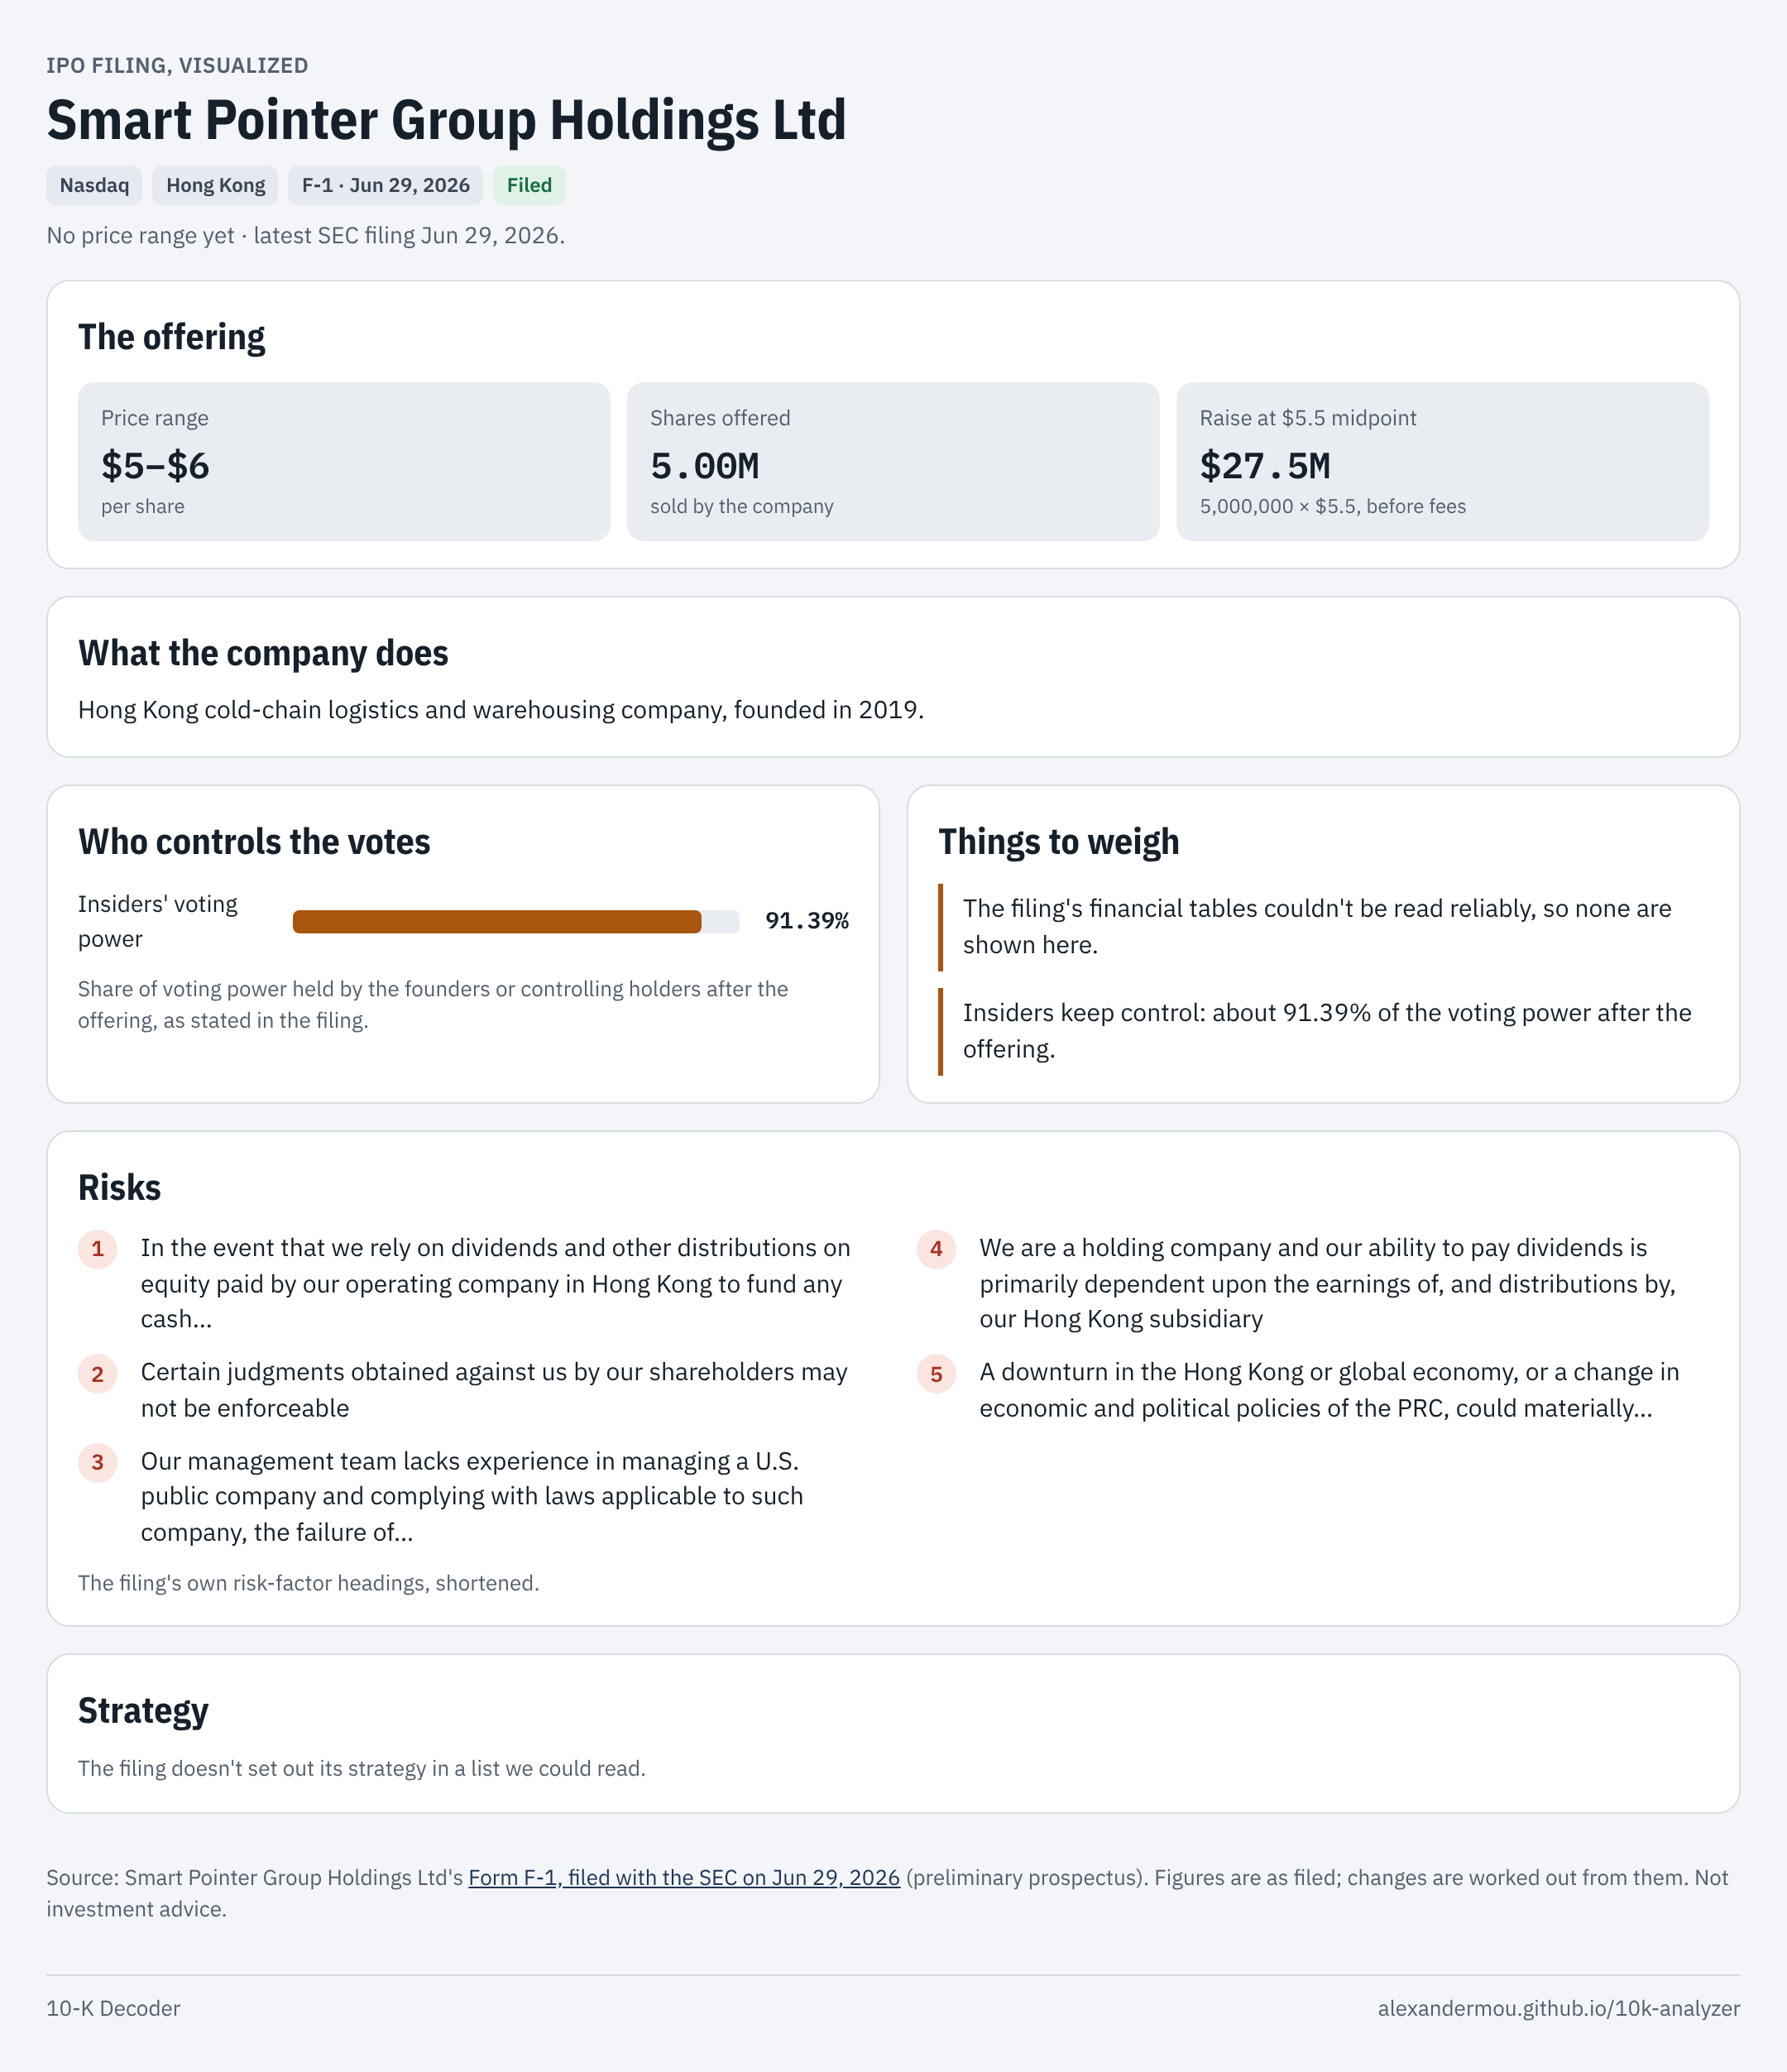 IPO FILING, VISUALIZED
Smart Pointer Group Holdings Ltd
Nasdaq
Hong Kong
F-1 · Jun 29, 2026
Filed
No price range yet · latest SEC filing Jun 29, 2026.
The offering
Price range
$5–$6
per share
Shares offered
5.00M
sold by the company
Raise at $5.5 midpoint
$27.5M
5,000,000 × $5.5, before fees
What the company does
Hong Kong cold-chain logistics and warehousing company, founded in 2019.
Who controls the votes
Insiders' voting
power
91.39%
Share of voting power held by the founders or controlling holders after the
offering, as stated in the filing.
Things to weigh
The filing's financial tables couldn't be read reliably, so none are
shown here.
Insiders keep control: about 91.39% of the voting power after the
offering.
Risks
1
In the event that we rely on dividends and other distributions on
equity paid by our operating company in Hong Kong to fund any
cash…
2
Certain judgments obtained against us by our shareholders may
not be enforceable
3
Our management team lacks experience in managing a U.S.
public company and complying with laws applicable to such
company, the failure of…
4
We are a holding company and our ability to pay dividends is
primarily dependent upon the earnings of, and distributions by,
our Hong Kong subsidiary
5
A downturn in the Hong Kong or global economy, or a change in
economic and political policies of the PRC, could materially…
The filing's own risk-factor headings, shortened.
Strategy
The filing doesn't set out its strategy in a list we could read.
Source: Smart Pointer Group Holdings Ltd's Form F-1, filed with the SEC on Jun 29, 2026 (preliminary prospectus). Figures are as filed; changes are worked out from them. Not
investment advice.
10-K Decoder
alexandermou.github.io/10k-analyzer